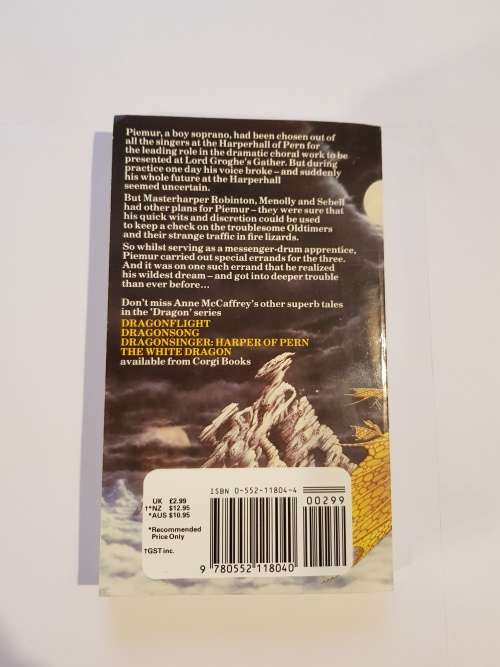 Piemur, a boy soprano, had been chosen out of
all the singers at the Harperhall of Pern for
the leading role in the dramatic choral work to be
presented at Lord Groghe's Gather. But during
practice one day his voice broke – and suddenly
his whole future at the Harperhall
seemed uncertain.
But Masterharper Robinton, Menolly and Sebell
had other plans for Piemur – they were sure that
his quick wits and discretion could be used
to keep a check on the troublesome Oldtimers
and their strange traffic in fire lizards.
So whilst serving as a messenger-drum apprentice,
Piemur carried out special errands for the three.
And it was on one such errand that he realized
his wildest dream – and got into deeper trouble
than ever before...
Don't miss Anne McCaffrey's other superb tales
in the 'Dragon' series
DRAGONFLIGHT
DRAGONSONG
DRAGONSINGER: HARPER OF PERN
THE WHITE DRAGON
available from Corgi Books
UK £2.99
†*NZ $12.95
*AUS $10.95
*Recommended
Price Only
†GST inc.
ISBN 0-552-11804-4
00299
9 780552 118040